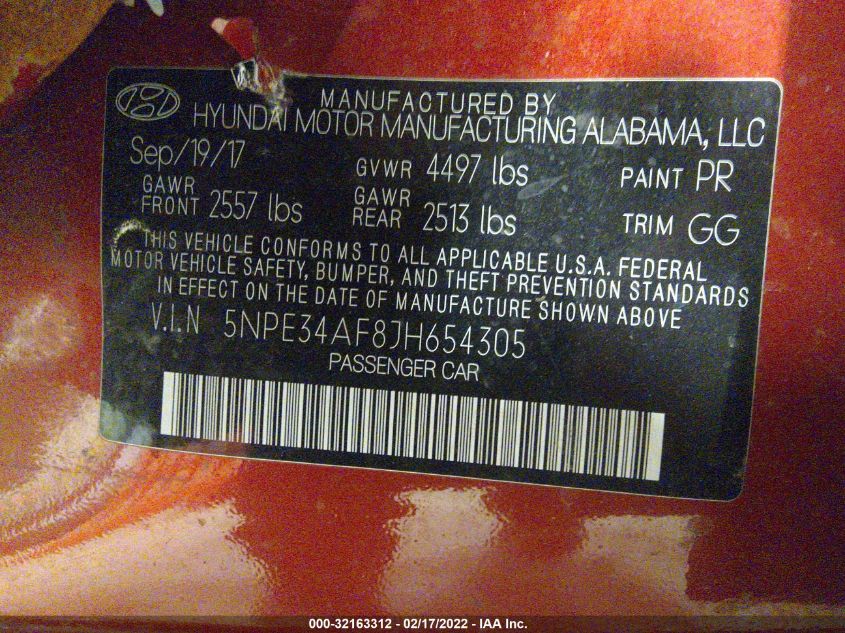 MANUFACTURED BY
HYUNDAI MOTOR MANUFACTURING ALABAMA, LLC
Sep/19/17 GVWR 4497 lbs PAINT PR
GAWR FRONT 2557 lbs GAWR REAR 2513 lbs TRIM GG
THIS VEHICLE CONFORMS TO ALL APPLICABLE U.S.A. FEDERAL
MOTOR VEHICLE SAFETY, BUMPER, AND THEFT PREVENTION STANDARDS
IN EFFECT ON THE DATE OF MANUFACTURE SHOWN ABOVE
V.I.N 5NPE34AF8JH654305
PASSENGER CAR
000-32163312 - 02/17/2022 - IAA Inc.